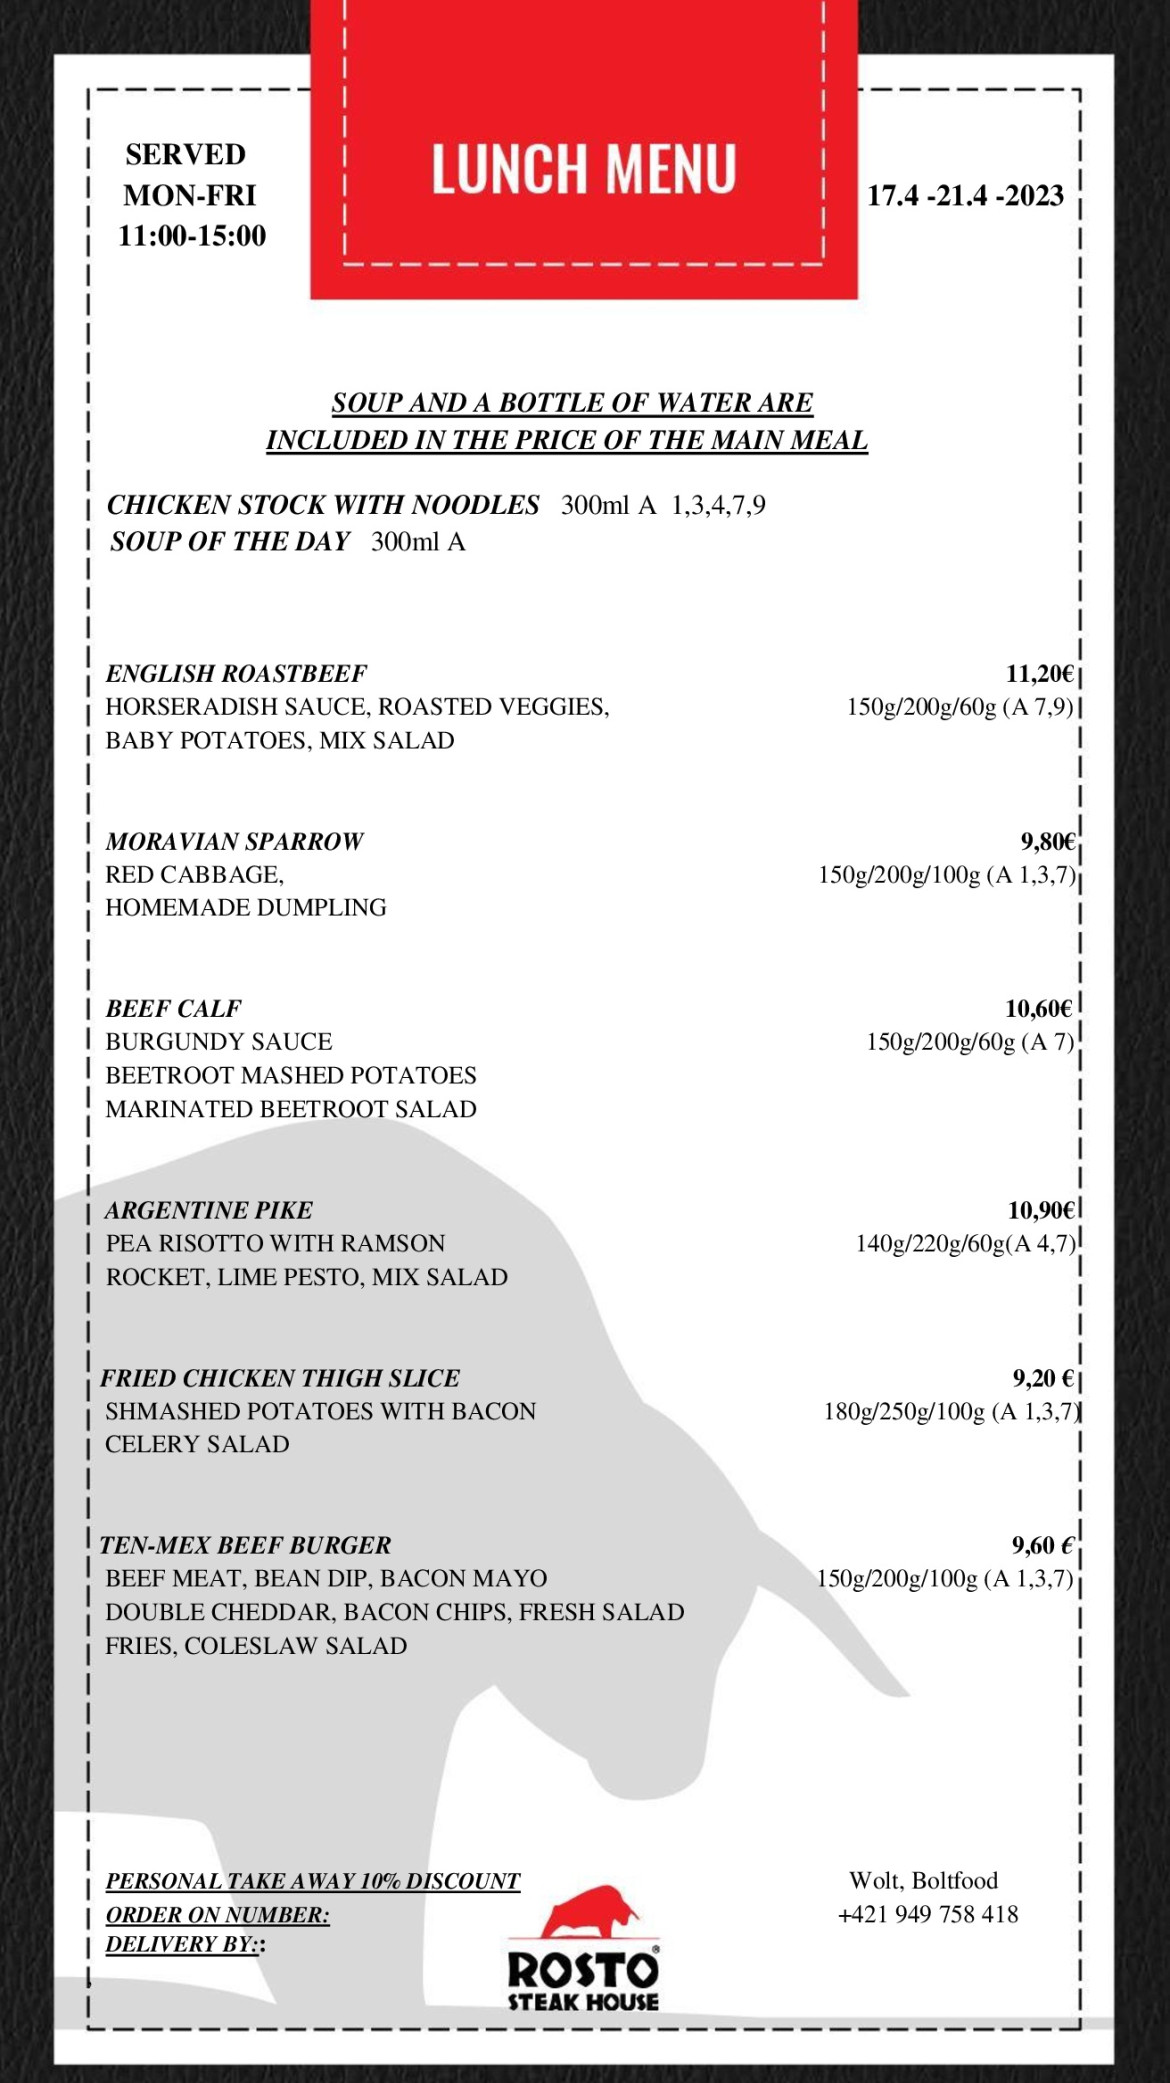 SERVED
MON-FRI
11:00-15:00
LUNCH MENU
17.4 -21.4 -2023
SOUP AND A BOTTLE OF WATER ARE
INCLUDED IN THE PRICE OF THE MAIN MEAL
CHICKEN STOCK WITH NOODLES 300ml A 1,3,4,7,9
SOUP OF THE DAY 300ml A
ENGLISH ROASTBEEF 11,20€
HORSERADISH SAUCE, ROASTED VEGGIES, 150g/200g/60g (A 7,9)
BABY POTATOES, MIX SALAD
MORAVIAN SPARROW 9,80€
RED CABBAGE, 150g/200g/100g (A 1,3,7)
HOMEMADE DUMPLING
BEEF CALF 10,60€
BURGUNDY SAUCE 150g/200g/60g (A 7)
BEETROOT MASHED POTATOES
MARINATED BEETROOT SALAD
ARGENTINE PIKE 10,90€
PEA RISOTTO WITH RAMSON 140g/220g/60g(A 4,7)
ROCKET, LIME PESTO, MIX SALAD
FRIED CHICKEN THIGH SLICE 9,20 €
SHMASHED POTATOES WITH BACON 180g/250g/100g (A 1,3,7)
CELERY SALAD
TEN-MEX BEEF BURGER 9,60 €
BEEF MEAT, BEAN DIP, BACON MAYO 150g/200g/100g (A 1,3,7)
DOUBLE CHEDDAR, BACON CHIPS, FRESH SALAD
FRIES, COLESLAW SALAD
PERSONAL TAKE AWAY 10% DISCOUNT
ORDER ON NUMBER:
DELIVERY BY::
ROSTO®
STEAK HOUSE
Wolt, Boltfood
+421 949 758 418